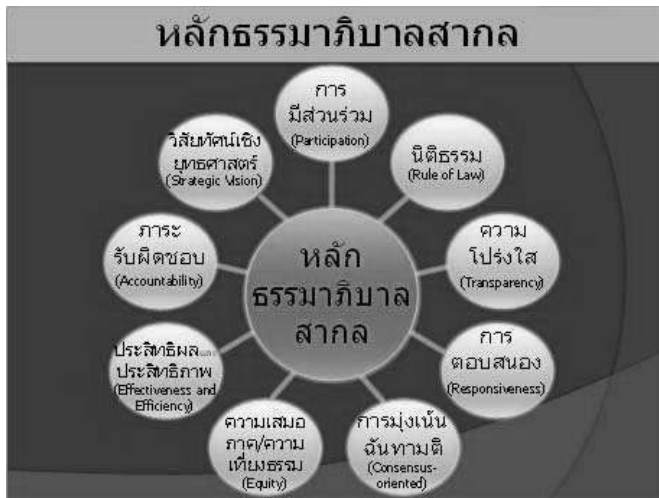 หลักธรรมาภิบาลสากล
การ
มีส่วนร่วม
(Participation)
นิติธรรม
(Rule of Law)
ความ
โปร่งใส
(Transparency)
การ
ตอบสนอง
(Responsiveness)
การมุ่งเน้น
ฉันทามติ
(Consensus-
oriented)
ความเสมอ
ภาค/ความ
เที่ยงธรรม
(Equity)
ประสิทธิผลและ
ประสิทธิภาพ
(Effectiveness and
Efficiency)
ภาระ
รับผิดชอบ
(Accountability)
วิสัยทัศน์เชิง
ยุทธศาสตร์
(Strategic Vision)
หลัก
ธรรมาภิบาล
สากล